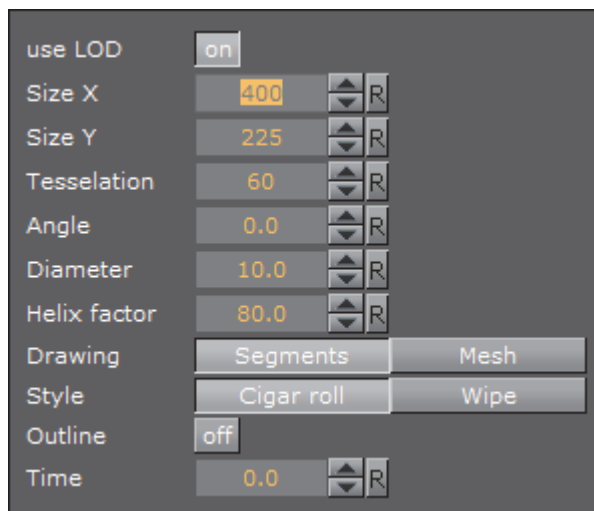 use LOD on
Size X 400 R
Size Y 225 R
Tesselation 60 R
Angle 0.0 R
Diameter 10.0 R
Helix factor 80.0 R
Drawing Segments Mesh
Style Cigar roll Wipe
Outline off
Time 0.0 R